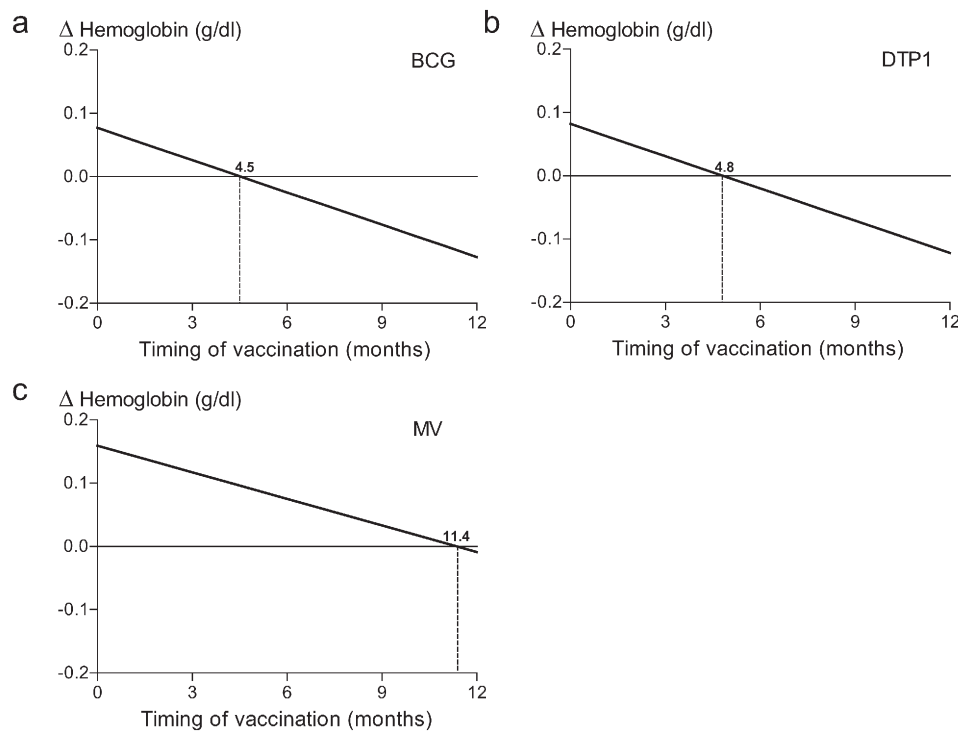 a
Δ Hemoglobin (g/dl)
BCG
0.2
0.1
0.0
-0.1
-0.2
4.5
0 3 6 9 12
Timing of vaccination (months)
b
Δ Hemoglobin (g/dl)
DTP1
0.2
0.1
0.0
-0.1
-0.2
4.8
0 3 6 9 12
Timing of vaccination (months)
c
Δ Hemoglobin (g/dl)
MV
0.2
0.1
0.0
-0.1
-0.2
11.4
0 3 6 9 12
Timing of vaccination (months)